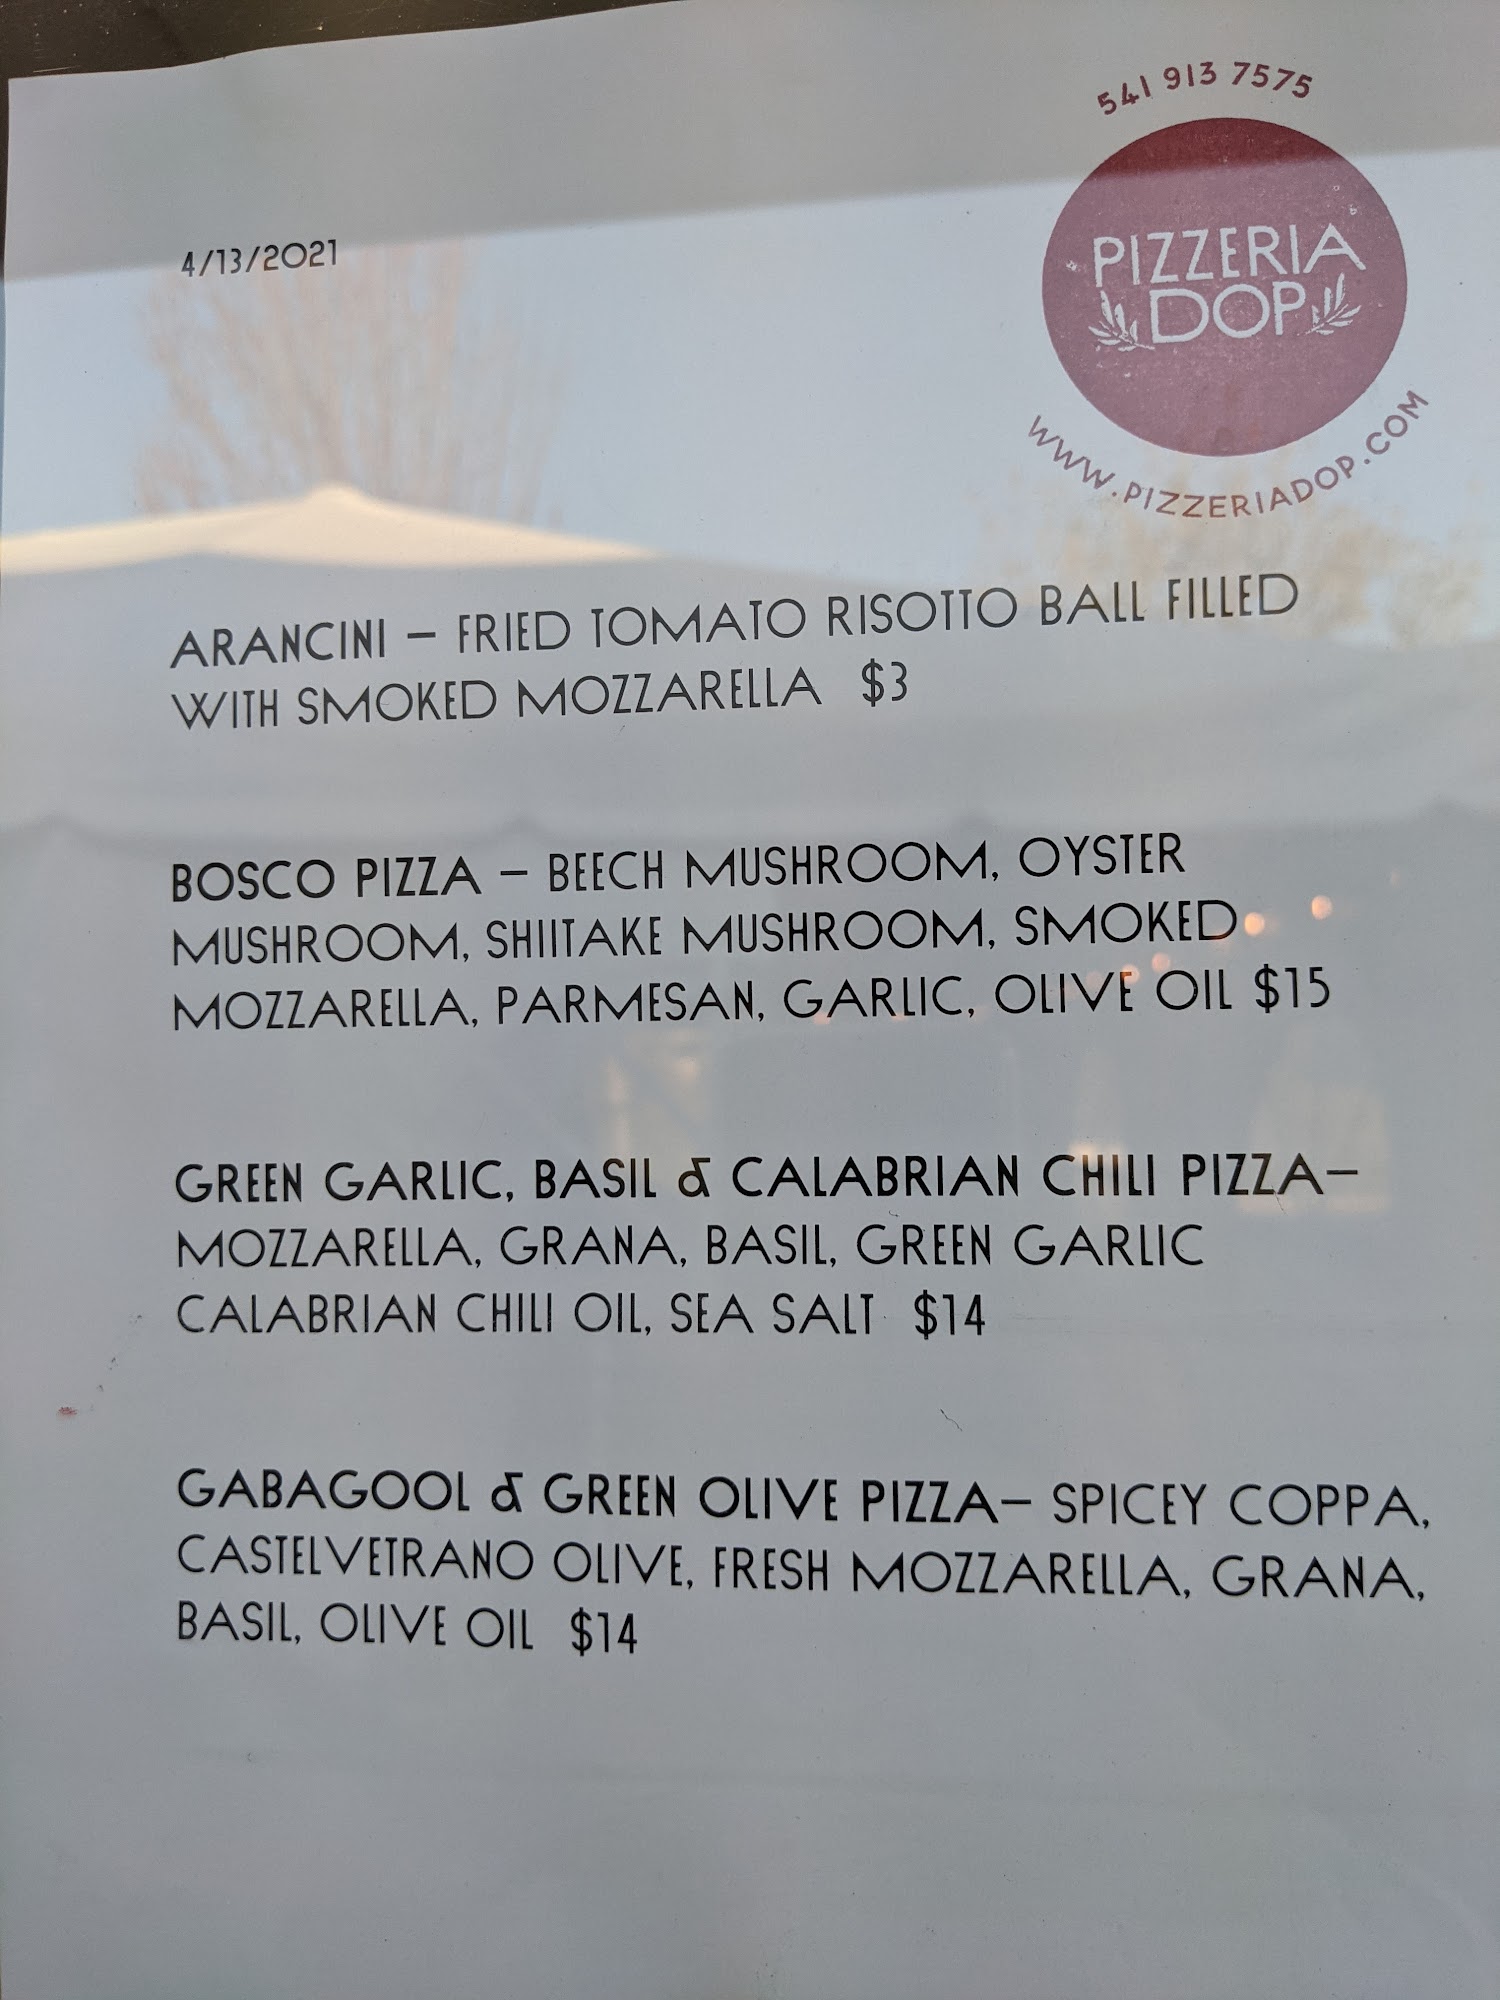 541 913 7575
PIZZERIA
DOP
WWW.PIZZERIADOP.COM
4/13/2021
ARANCINI – FRIED TOMATO RISOTTO BALL FILLED
WITH SMOKED MOZZARELLA $3
BOSCO PIZZA – BEECH MUSHROOM, OYSTER
MUSHROOM, SHIITAKE MUSHROOM, SMOKED
MOZZARELLA, PARMESAN, GARLIC, OLIVE OIL $15
GREEN GARLIC, BASIL & CALABRIAN CHILI PIZZA–
MOZZARELLA, GRANA, BASIL, GREEN GARLIC
CALABRIAN CHILI OIL, SEA SALT $14
GABAGOOL & GREEN OLIVE PIZZA– SPICEY COPPA,
CASTELVETRANO OLIVE, FRESH MOZZARELLA, GRANA,
BASIL, OLIVE OIL $14